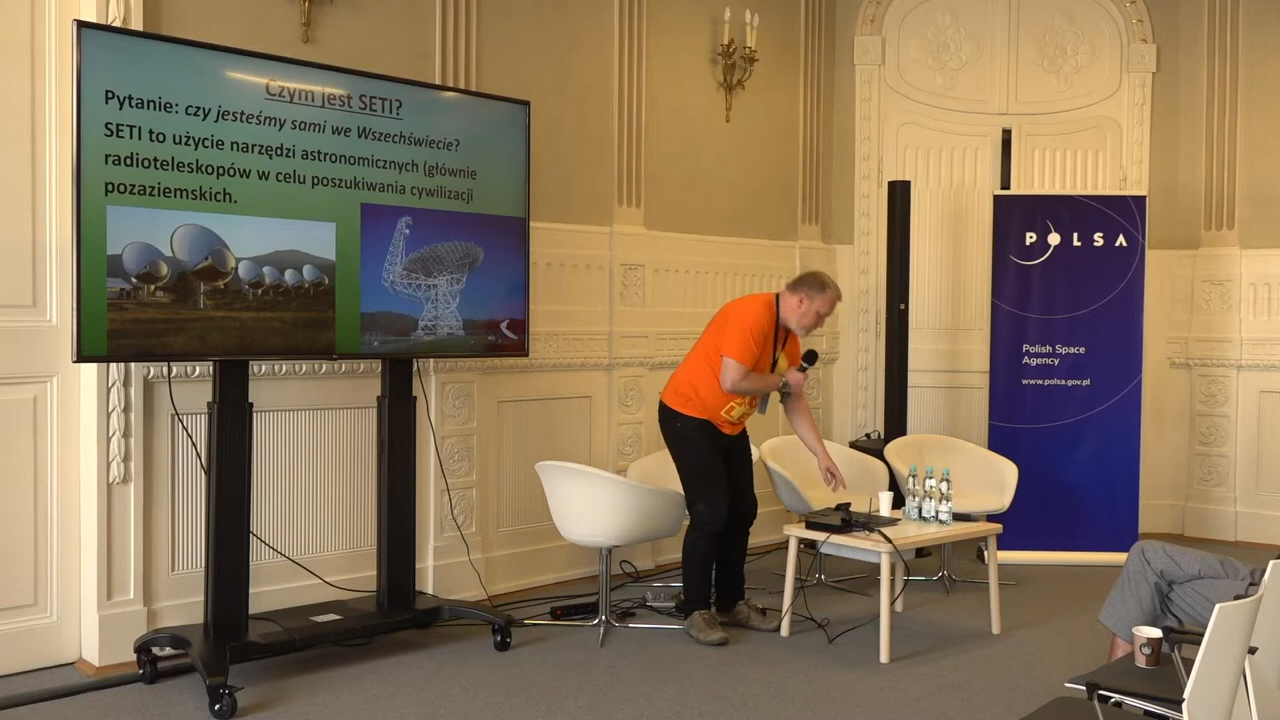 Czym jest SETI?
Pytanie: czy jesteśmy sami we Wszechświecie?
SETI to użycie narzędzi astronomicznych (głównie
radioteleskopów w celu poszukiwania cywilizacji
pozaziemskich.
POLSA
Polish Space
Agency
www.polsa.gov.pl